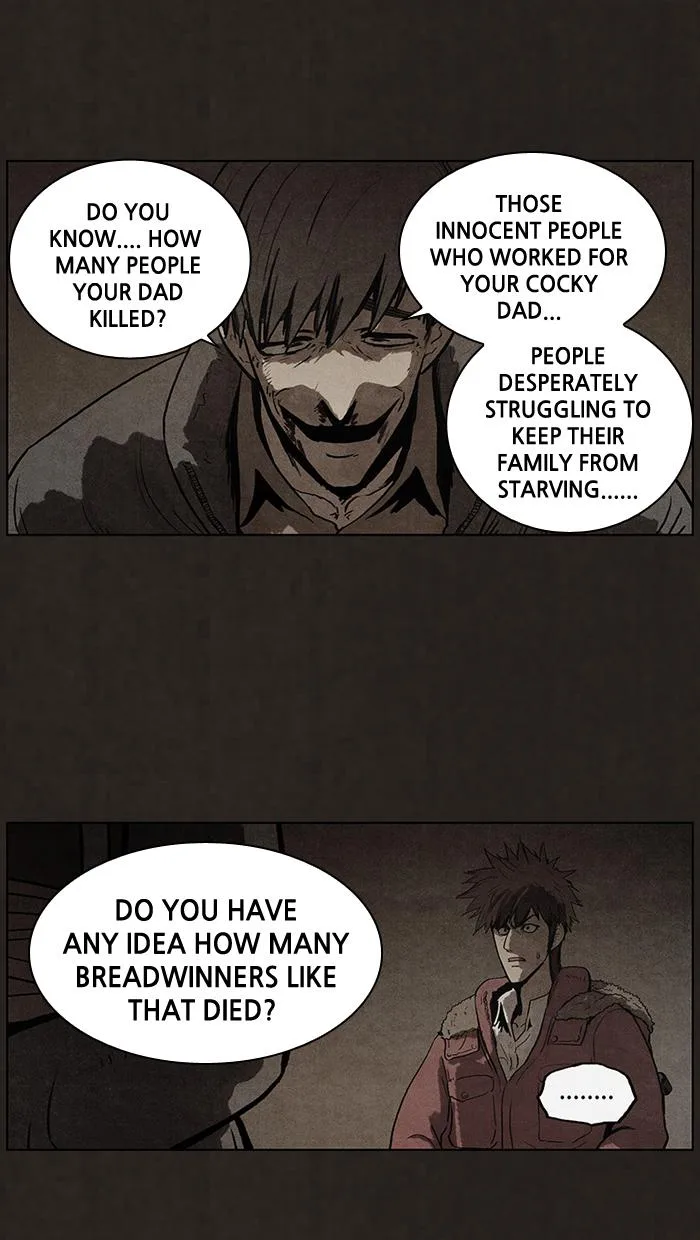 DO YOU
KNOW.... HOW
MANY PEOPLE
YOUR DAD
KILLED?
THOSE
INNOCENT PEOPLE
WHO WORKED FOR
YOUR COCKY
DAD...
PEOPLE
DESPERATELY
STRUGGLING TO
KEEP THEIR
FAMILY FROM
STARVING......
DO YOU HAVE
ANY IDEA HOW MANY
BREADWINNERS LIKE
THAT DIED?
........